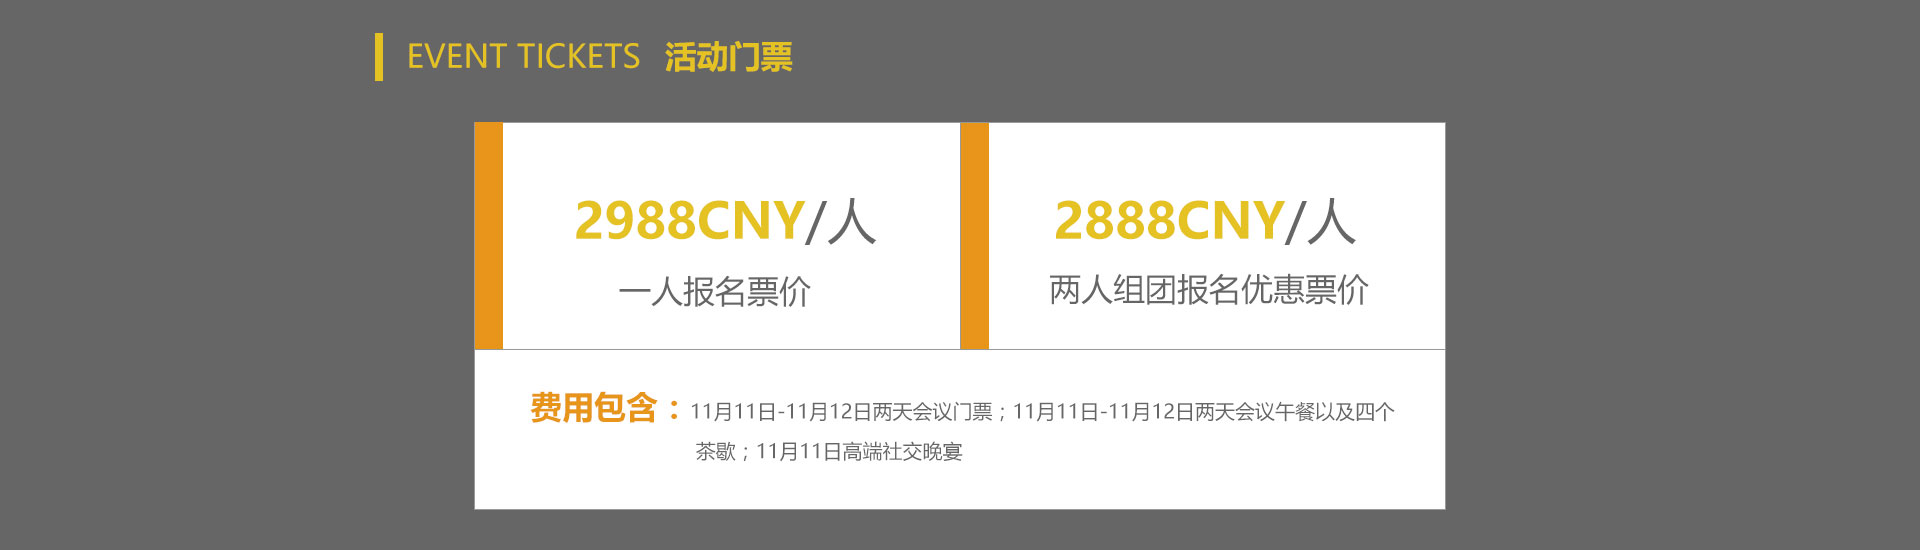 EVENT TICKETS 活动门票
2988CNY/人
一人报名票价
2888CNY/人
两人组团报名优惠票价
费用包含：11月11日-11月12日两天会议门票；11月11日-11月12日两天会议午餐以及四个
茶歇；11月11日高端社交晚宴